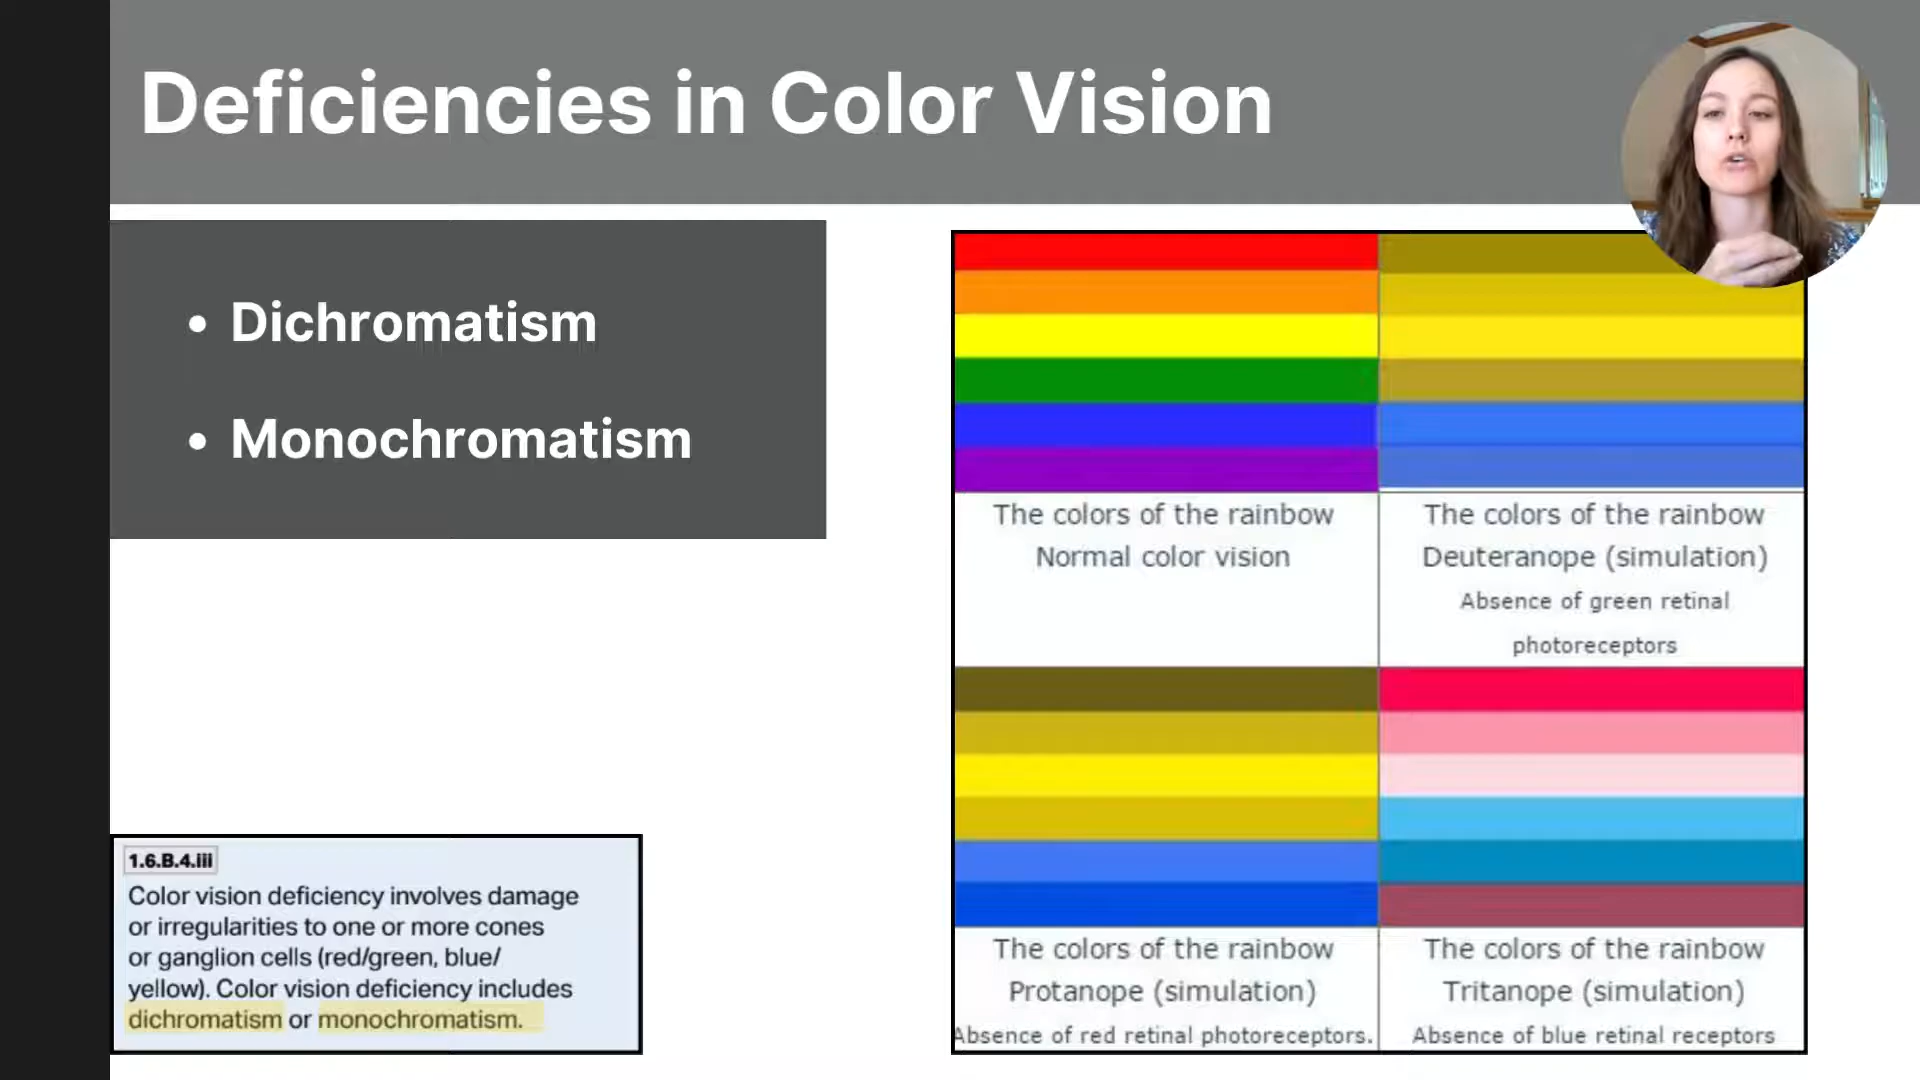 Deficiencies in Color Vision
• Dichromatism
• Monochromatism
The colors of the rainbow
Normal color vision
The colors of the rainbow
Deuteranope (simulation)
Absence of green retinal
photoreceptors
The colors of the rainbow
Protanope (simulation)
Absence of red retinal photoreceptors.
The colors of the rainbow
Tritanope (simulation)
Absence of blue retinal receptors
1.6.B.4.iii
Color vision deficiency involves damage
or irregularities to one or more cones
or ganglion cells (red/green, blue/
yellow). Color vision deficiency includes
dichromatism or monochromatism.